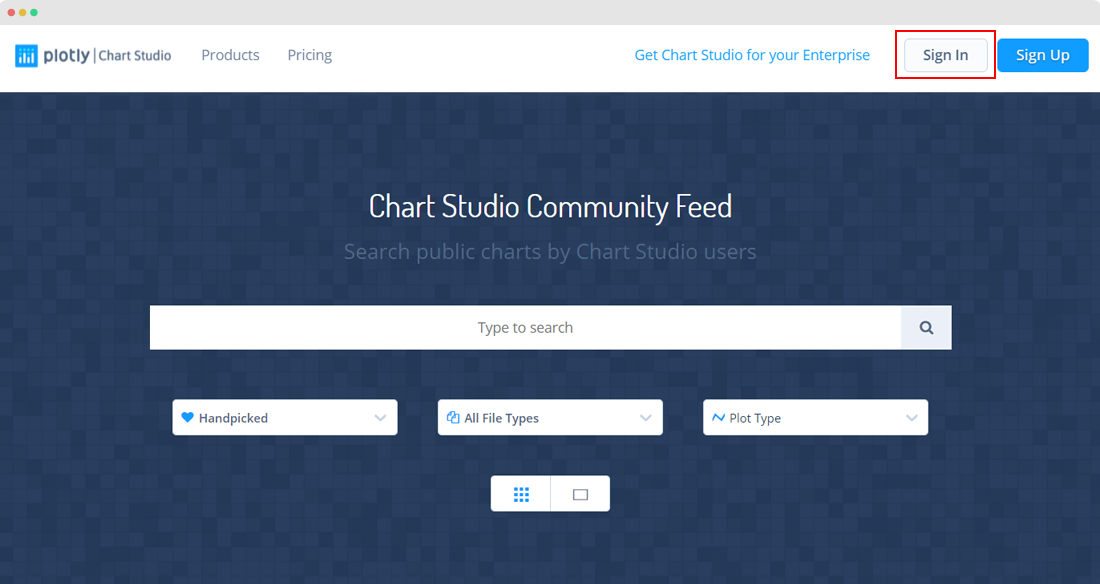 plotly | Chart Studio Products Pricing Get Chart Studio for your Enterprise Sign In Sign Up
Chart Studio Community Feed
Search public charts by Chart Studio users
Type to search
Handpicked All File Types Plot Type